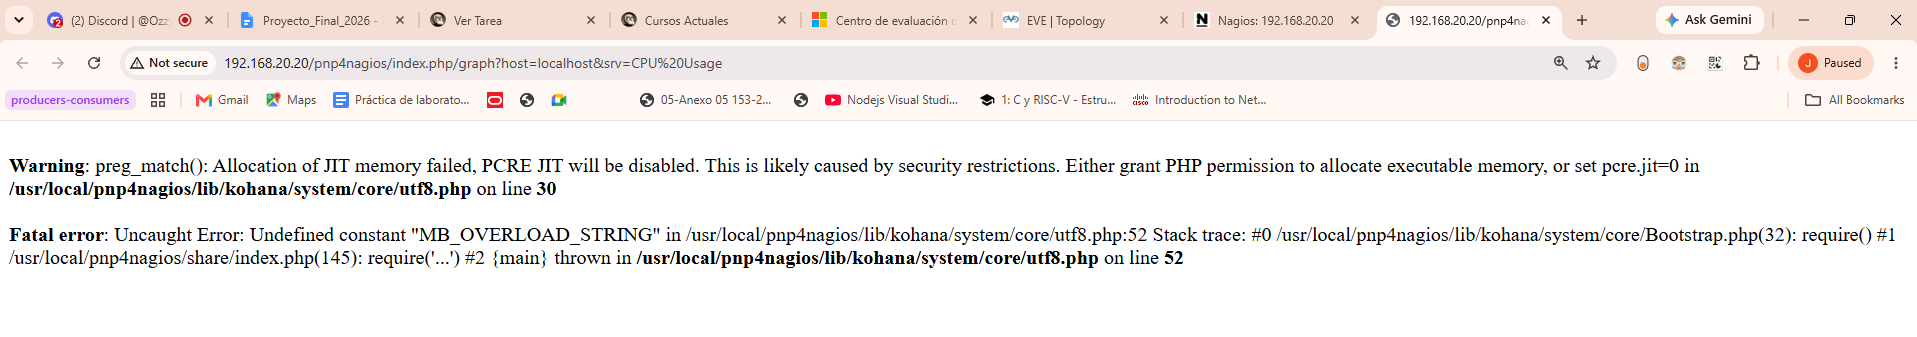 (2) Discord | @Ozz
Proyecto_Final_2026 -
Ver Tarea
Cursos Actuales
Centro de evaluación
EVE | Topology
Nagios: 192.168.20.20
192.168.20.20/pnp4na
Ask Gemini
Not secure
192.168.20.20/pnp4nagios/index.php/graph?host=localhost&srv=CPU%20Usage
J Paused
producers-consumers
Gmail
Maps
Práctica de laborato...
05-Anexo 05 153-2...
Nodejs Visual Studi...
1: C y RISC-V - Estru...
cisco Introduction to Net...
All Bookmarks
Warning: preg_match(): Allocation of JIT memory failed, PCRE JIT will be disabled. This is likely caused by security restrictions. Either grant PHP permission to allocate executable memory, or set pcre.jit=0 in
/usr/local/pnp4nagios/lib/kohana/system/core/utf8.php on line 30
Fatal error: Uncaught Error: Undefined constant "MB_OVERLOAD_STRING" in /usr/local/pnp4nagios/lib/kohana/system/core/utf8.php:52 Stack trace: #0 /usr/local/pnp4nagios/lib/kohana/system/core/Bootstrap.php(32): require() #1
/usr/local/pnp4nagios/share/index.php(145): require('...') #2 {main} thrown in /usr/local/pnp4nagios/lib/kohana/system/core/utf8.php on line 52